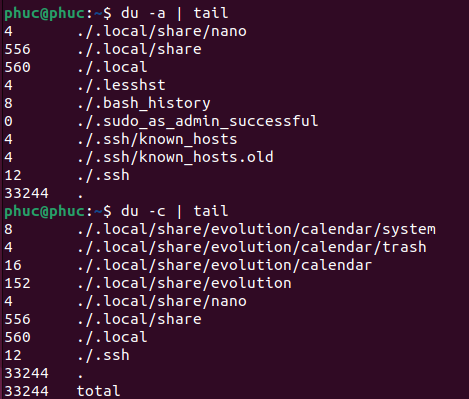 phuc@phuc:~$ du -a | tail
4 ./.local/share/nano
556 ./.local/share
560 ./.local
4 ./.lesshst
8 ./.bash_history
0 ./.sudo_as_admin_successful
4 ./.ssh/known_hosts
4 ./.ssh/known_hosts.old
12 ./.ssh
33244 .
phuc@phuc:~$ du -c | tail
8 ./.local/share/evolution/calendar/system
4 ./.local/share/evolution/calendar/trash
16 ./.local/share/evolution/calendar
152 ./.local/share/evolution
4 ./.local/share/nano
556 ./.local/share
560 ./.local
12 ./.ssh
33244 .
33244 total